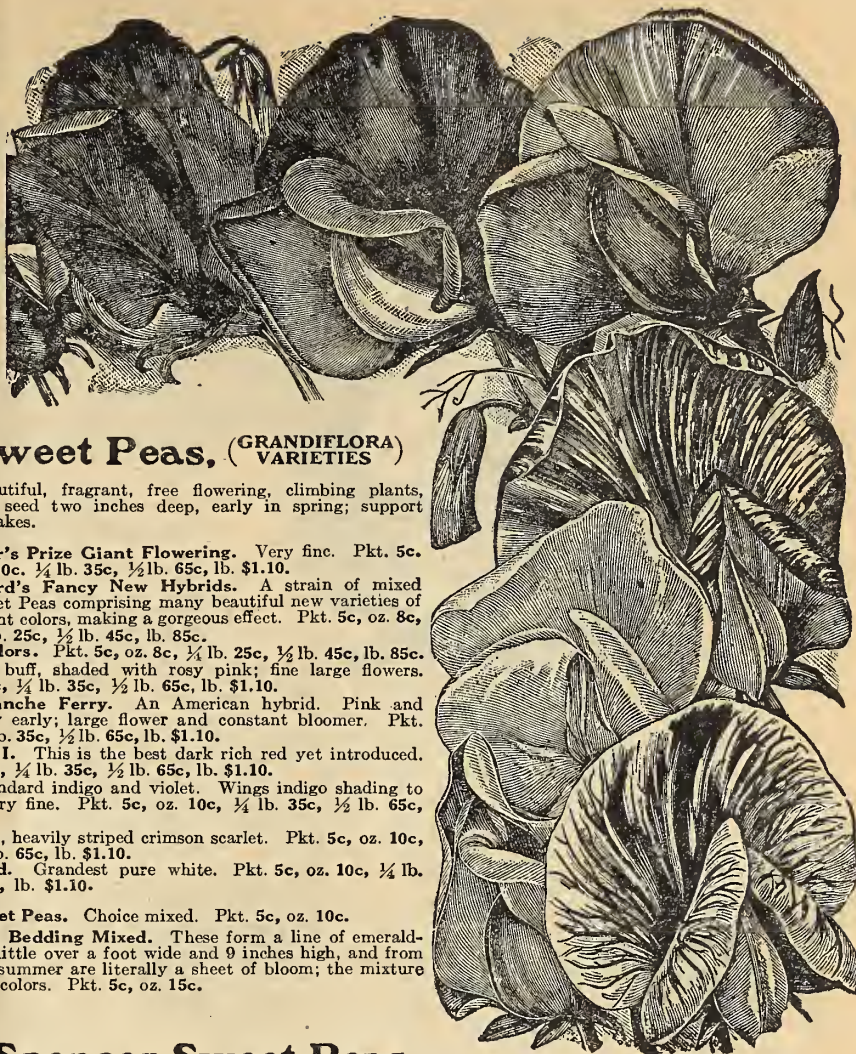 weet Peas, (GRANDIFLORA VARIETIES)
utiful, fragrant, free flowering, climbing plants,
seed two inches deep, early in spring; support
akes.
r's Prize Giant Flowering. Very fine. Pkt. 5c.
0c. ¼ lb. 35c, ½ lb. 65c, lb. $1.10.
rd's Fancy New Hybrids. A strain of mixed
et Peas comprising many beautiful new varieties of
nt colors, making a gorgeous effect. Pkt. 5c, oz. 8c,
. 25c, ½ lb. 45c, lb. 85c.
lors. Pkt. 5c, oz. 8c, ¼ lb. 25c, ½ lb. 45c, lb. 85c.
buff, shaded with rosy pink; fine large flowers.
, ¼ lb. 35c, ½ lb. 65c, lb. $1.10.
anche Ferry. An American hybrid. Pink and
early; large flower and constant bloomer. Pkt.
b. 35c, ½ lb. 65c, lb. $1.10.
I. This is the best dark rich red yet introduced.
, ¼ lb. 35c, ½ lb. 65c, lb. $1.10.
ndard indigo and violet. Wings indigo shading to
ry fine. Pkt. 5c, oz. 10c, ¼ lb. 35c, ½ lb. 65c,
, heavily striped crimson scarlet. Pkt. 5c, oz. 10c,
b. 65c, lb. $1.10.
d. Grandest pure white. Pkt. 5c, oz. 10c, ¼ lb.
, lb. $1.10.
et Peas. Choice mixed. Pkt. 5c, oz. 10c.
Bedding Mixed. These form a line of emerald-
ittle over a foot wide and 9 inches high, and from
summer are literally a sheet of bloom; the mixture
colors. Pkt. 5c, oz. 15c.
Spencer Sweet Peas